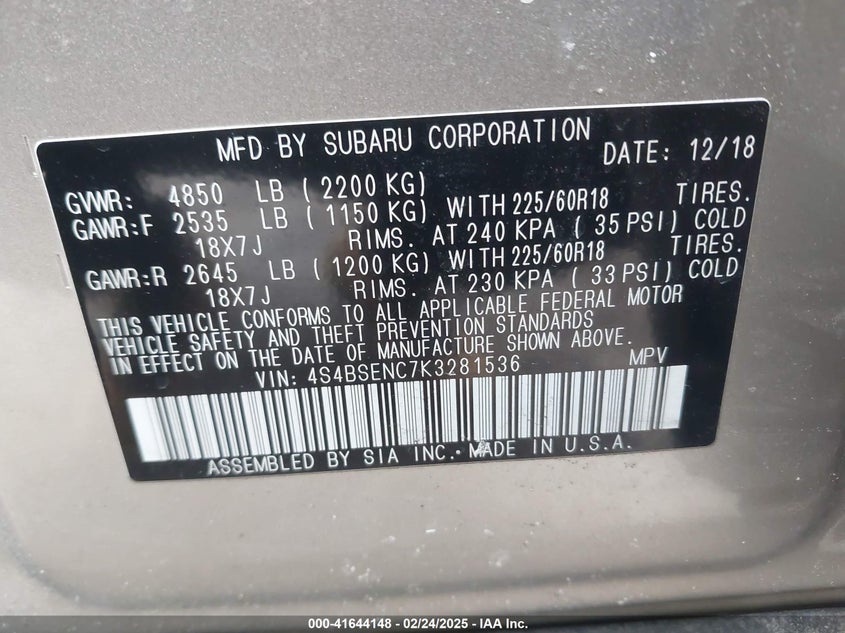 MFD BY SUBARU CORPORATION DATE: 12/18
GVWR: 4850 LB ( 2200 KG)
GAWR:F 2535 LB ( 1150 KG) WITH 225/60R18 TIRES.
18X7J RIMS. AT 240 KPA ( 35 PSI) COLD
GAWR:R 2645 LB ( 1200 KG) WITH 225/60R18 TIRES.
18X7J RIMS. AT 230 KPA ( 33 PSI) COLD
THIS VEHICLE CONFORMS TO ALL APPLICABLE FEDERAL MOTOR
VEHICLE SAFETY AND THEFT PREVENTION STANDARDS
IN EFFECT ON THE DATE OF MANUFACTURE SHOWN ABOVE.
VIN: 4S4BSENC7K3281536 MPV
ASSEMBLED BY SIA INC.・MADE IN U.S.A.
000-41644148 - 02/24/2025 - IAA Inc.